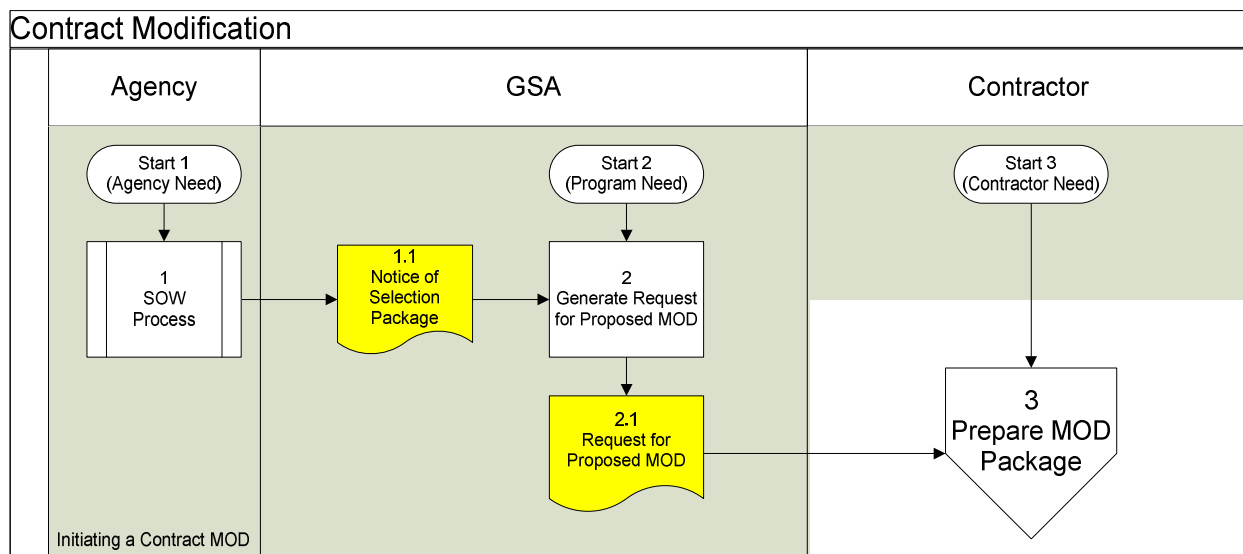 Contract Modification
Agency
GSA
Contractor
Start 1
(Agency Need)
Start 2
(Program Need)
Start 3
(Contractor Need)
1
SOW
Process
1.1
Notice of
Selection
Package
2
Generate Request
for Proposed MOD
2.1
Request for
Proposed MOD
3
Prepare MOD
Package
Initiating a Contract MOD